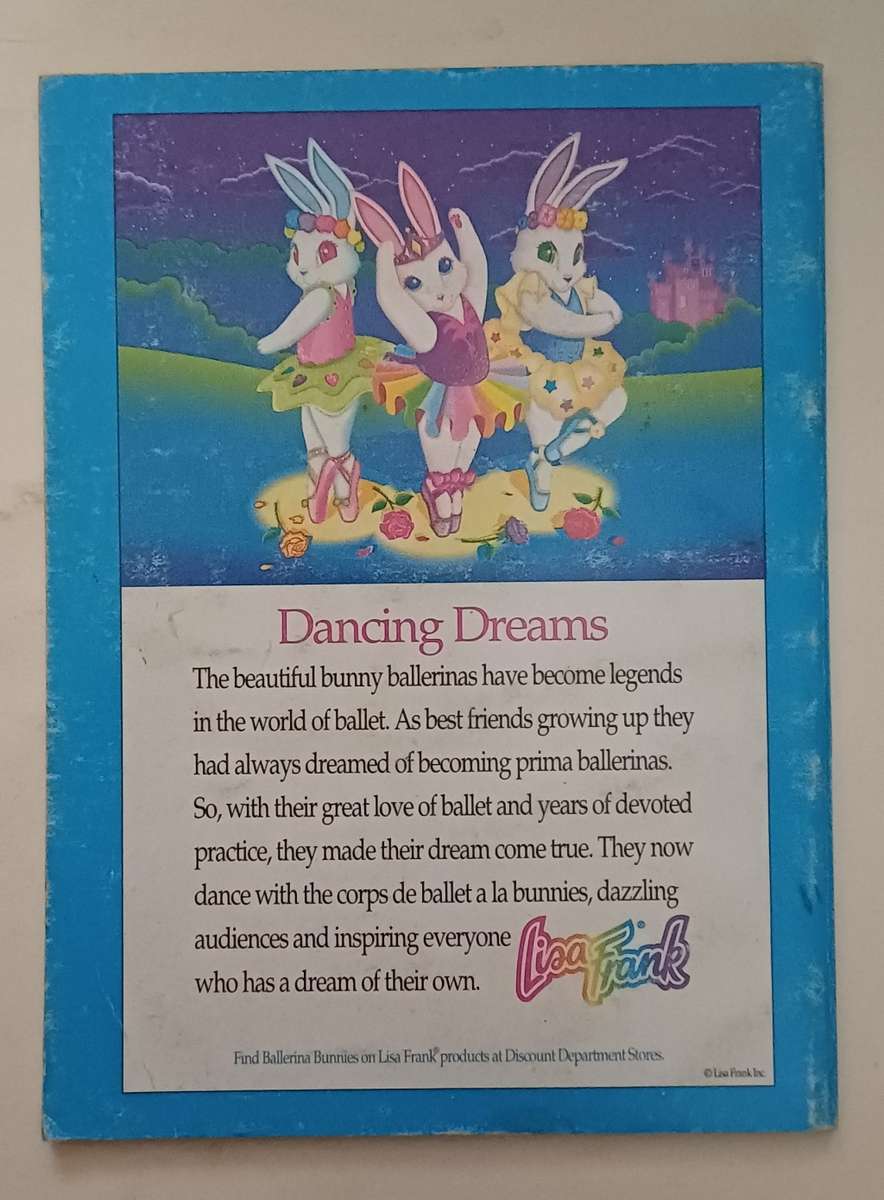 Dancing Dreams
The beautiful bunny ballerinas have become legends
in the world of ballet. As best friends growing up they
had always dreamed of becoming prima ballerinas.
So, with their great love of ballet and years of devoted
practice, they made their dream come true. They now
dance with the corps de ballet a la bunnies, dazzling
audiences and inspiring everyone
who has a dream of their own.
Lisa Frank®
Find Ballerina Bunnies on Lisa Frank® products at Discount Department Stores.
© Lisa Frank Inc.